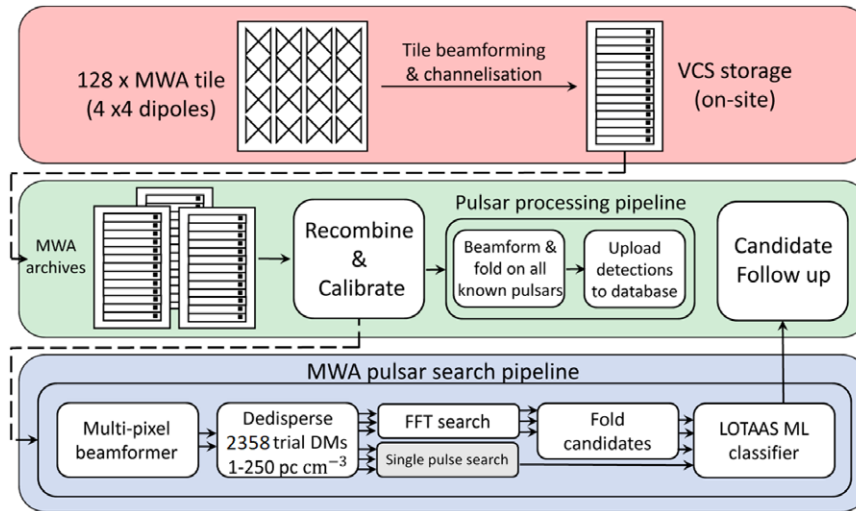 128 x MWA tile
(4 x4 dipoles)
Tile beamforming
& channelisation
VCS storage
(on-site)
MWA
archives
Recombine
&
Calibrate
Pulsar processing pipeline
Beamform &
fold on all
known pulsars
Upload
detections
to database
Candidate
Follow up
MWA pulsar search pipeline
Multi-pixel
beamformer
Dedisperse
2358 trial DMs
1-250 pc cm⁻³
FFT search
Single pulse search
Fold
candidates
LOTAAS ML
classifier